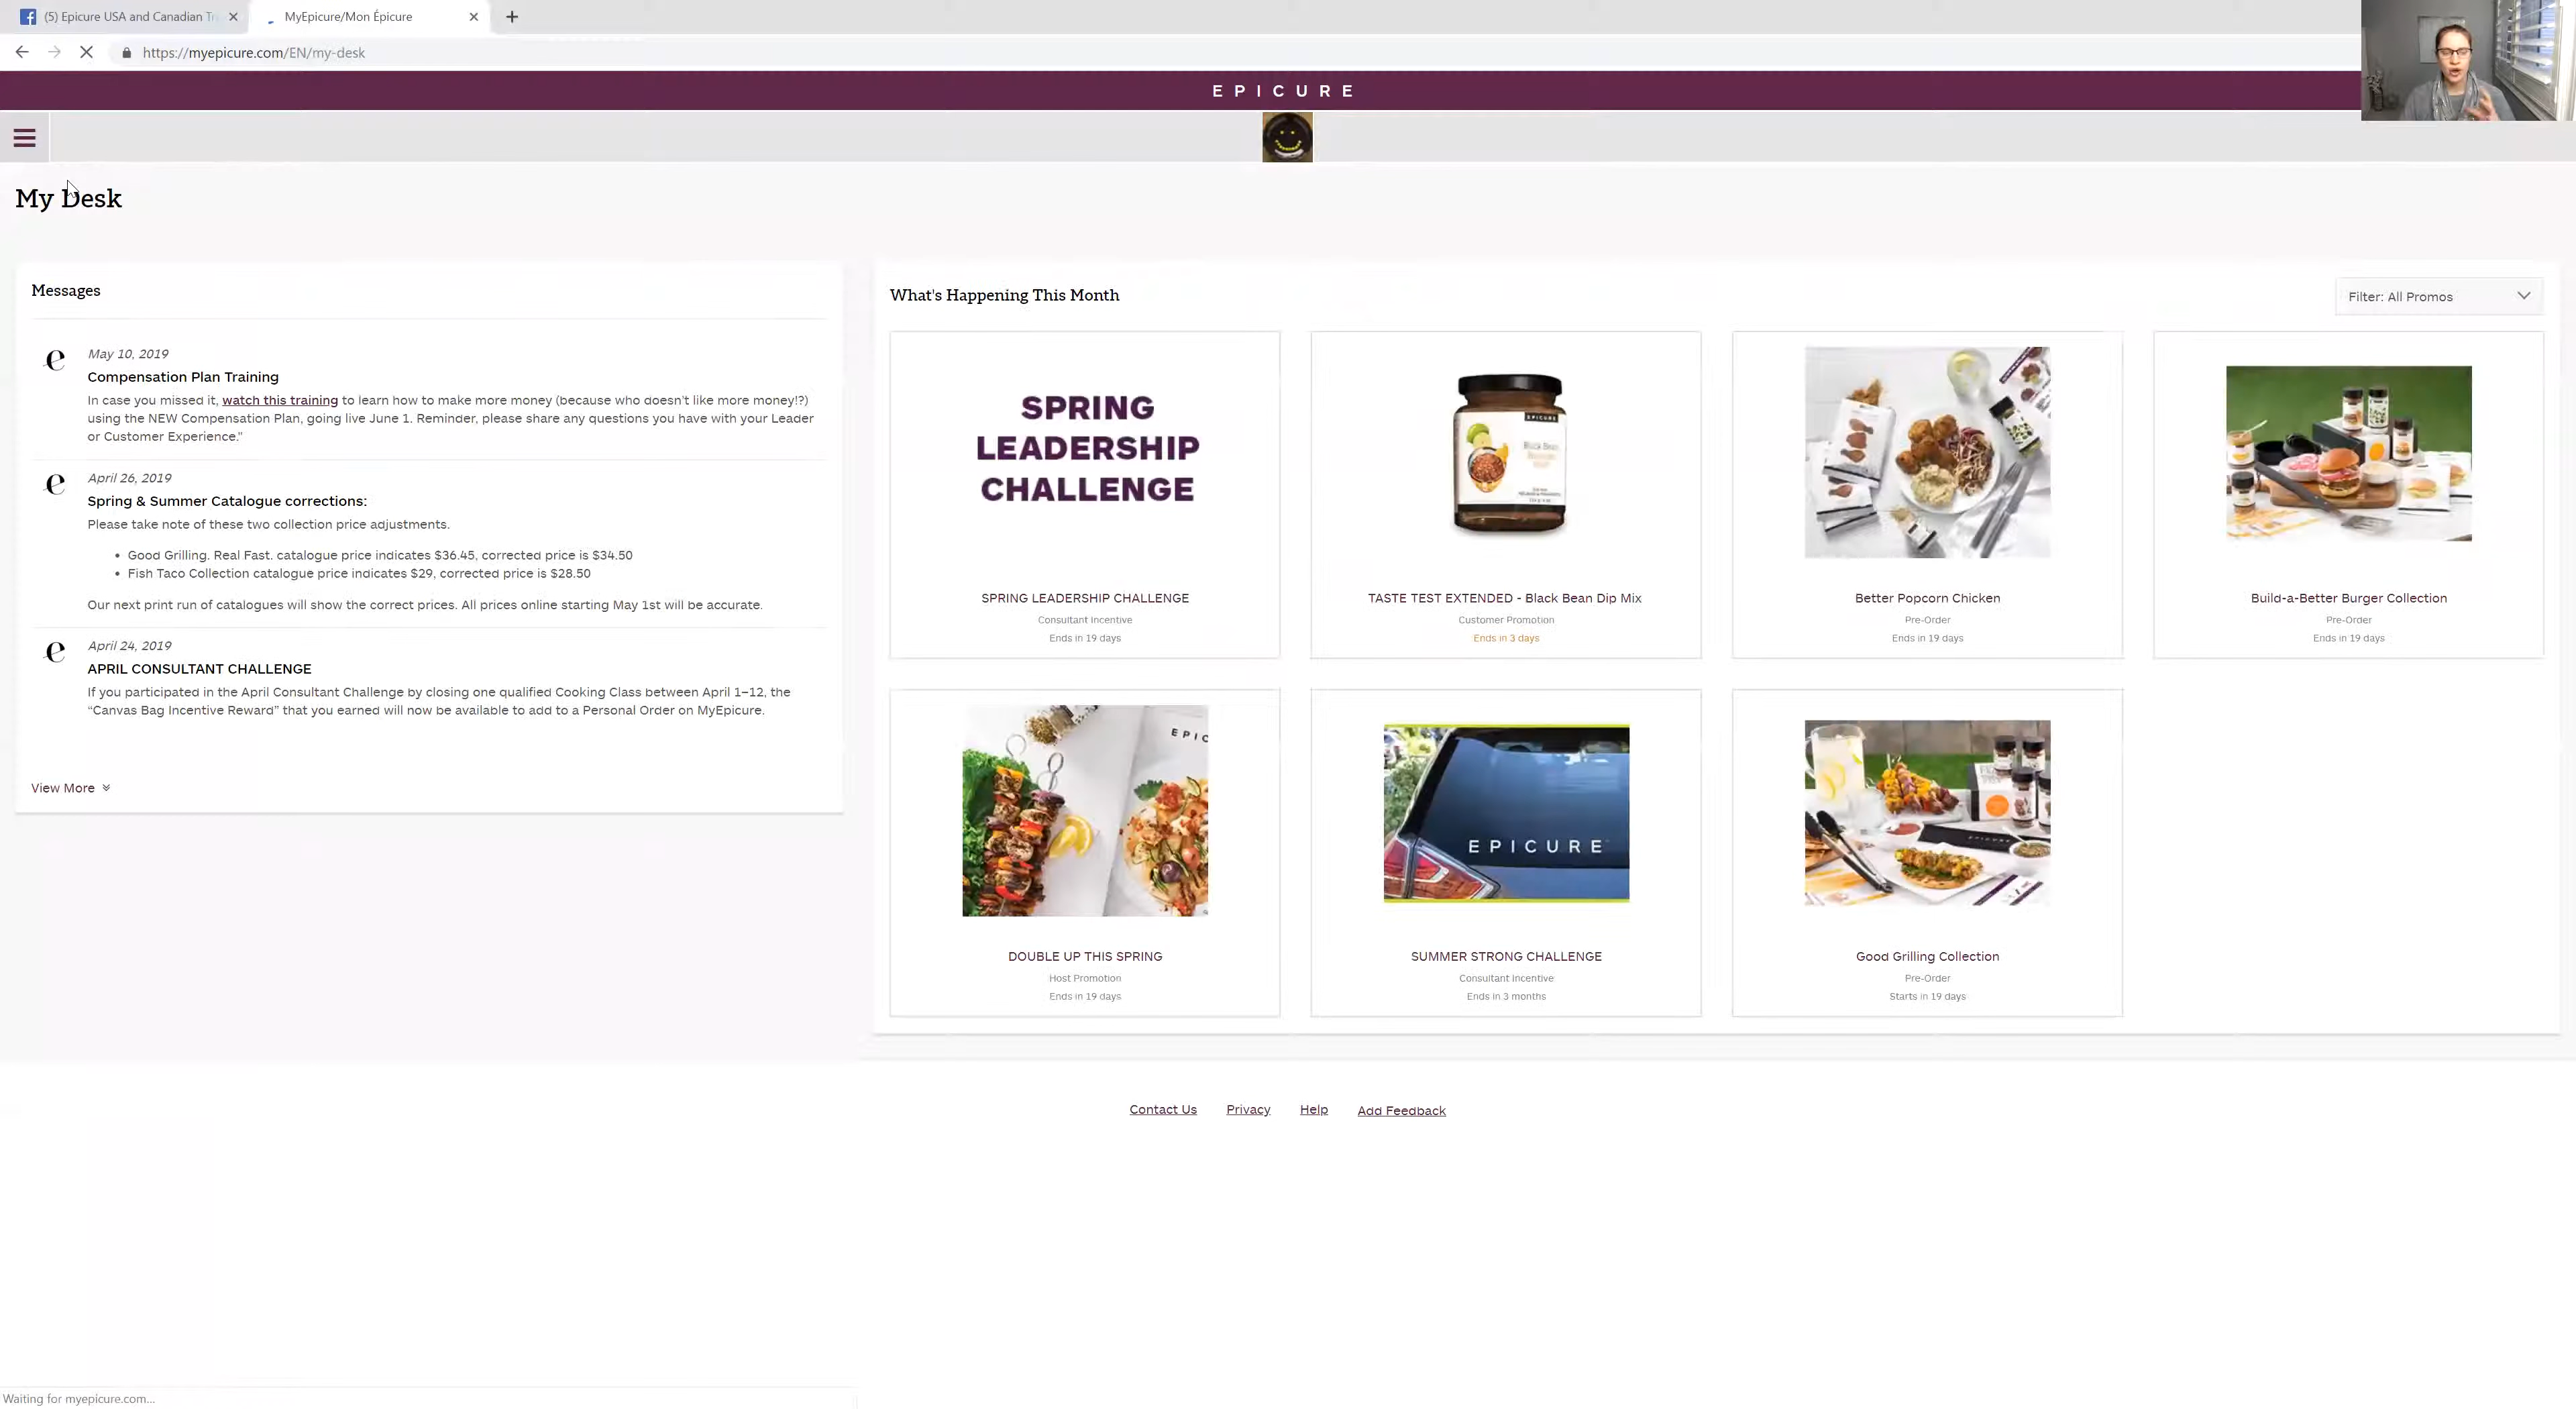 (5) Epicure USA and Canadian Tr
MyEpicure/Mon Épicure
https://myepicure.com/EN/my-desk
EPICURE
My Desk
Messages
May 10, 2019
Compensation Plan Training
In case you missed it, watch this training to learn how to make more money (because who doesn't like more money!?)
using the NEW Compensation Plan, going live June 1. Reminder, please share any questions you have with your Leader
or Customer Experience."
April 26, 2019
Spring & Summer Catalogue corrections:
Please take note of these two collection price adjustments.
• Good Grilling. Real Fast. catalogue price indicates $36.45, corrected price is $34.50
• Fish Taco Collection catalogue price indicates $29, corrected price is $28.50
Our next print run of catalogues will show the correct prices. All prices online starting May 1st will be accurate.
April 24, 2019
APRIL CONSULTANT CHALLENGE
If you participated in the April Consultant Challenge by closing one qualified Cooking Class between April 1–12, the
“Canvas Bag Incentive Reward” that you earned will now be available to add to a Personal Order on MyEpicure.
View More
What's Happening This Month
Filter: All Promos
SPRING
LEADERSHIP
CHALLENGE
SPRING LEADERSHIP CHALLENGE
Consultant Incentive
Ends in 19 days
EPICURE
Black Bean
TASTE TEST EXTENDED - Black Bean Dip Mix
Customer Promotion
Ends in 3 days
Better Popcorn Chicken
Pre-Order
Ends in 19 days
Build-a-Better Burger Collection
Pre-Order
Ends in 19 days
EPIC
DOUBLE UP THIS SPRING
Host Promotion
Ends in 19 days
EPICURE
SUMMER STRONG CHALLENGE
Consultant Incentive
Ends in 3 months
EPICURE
Good Grilling Collection
Pre-Order
Starts in 19 days
Contact Us
Privacy
Help
Add Feedback
Waiting for myepicure.com...